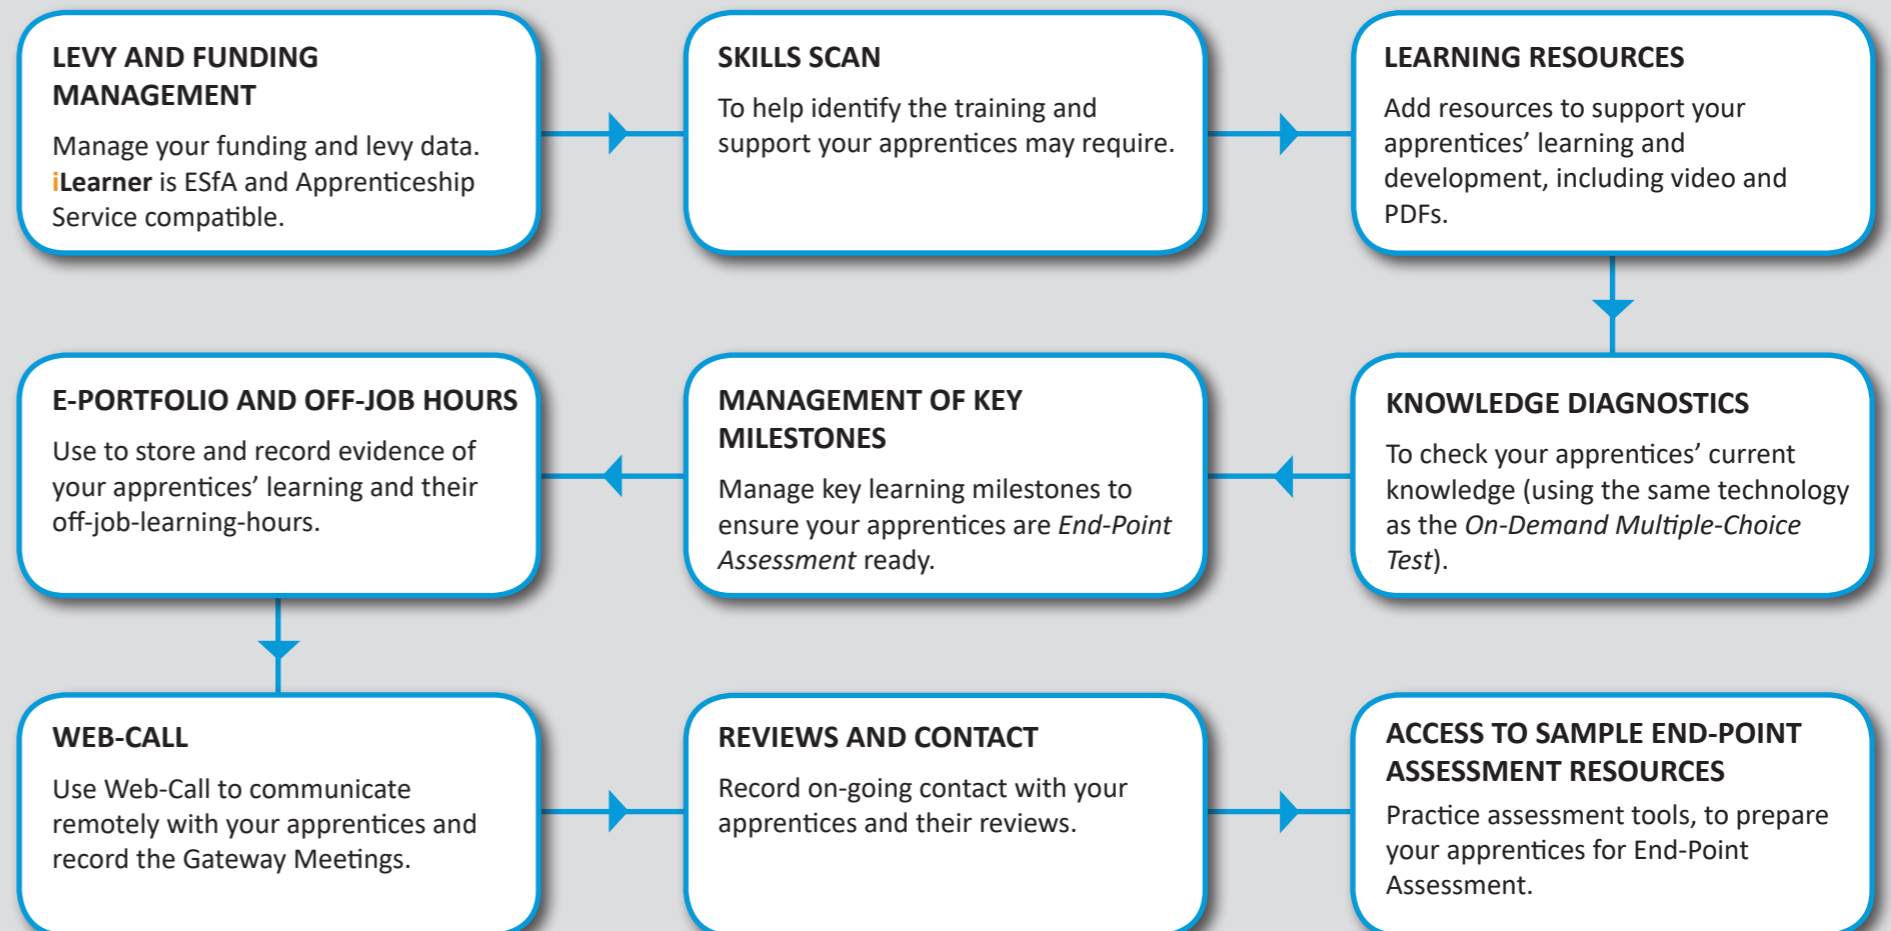 LEVY AND FUNDING
MANAGEMENT
Manage your funding and levy data.
iLearner is ESfA and Apprenticeship
Service compatible.
SKILLS SCAN
To help identify the training and
support your apprentices may require.
LEARNING RESOURCES
Add resources to support your
apprentices’ learning and
development, including video and
PDFs.
KNOWLEDGE DIAGNOSTICS
To check your apprentices’ current
knowledge (using the same technology
as the On-Demand Multiple-Choice
Test).
MANAGEMENT OF KEY
MILESTONES
Manage key learning milestones to
ensure your apprentices are End-Point
Assessment ready.
E-PORTFOLIO AND OFF-JOB HOURS
Use to store and record evidence of
your apprentices’ learning and their
off-job-learning-hours.
WEB-CALL
Use Web-Call to communicate
remotely with your apprentices and
record the Gateway Meetings.
REVIEWS AND CONTACT
Record on-going contact with your
apprentices and their reviews.
ACCESS TO SAMPLE END-POINT
ASSESSMENT RESOURCES
Practice assessment tools, to prepare
your apprentices for End-Point
Assessment.